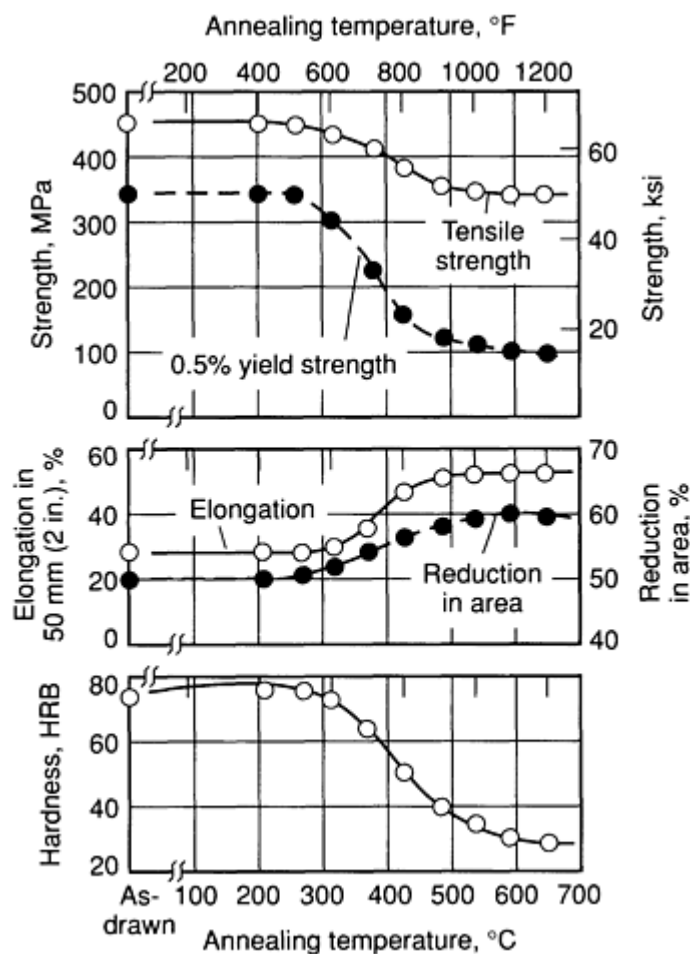 Annealing temperature, °F
200 400 600 800 1000 1200
500
400
300
200
100
0
Strength, MPa
60
40
20
Strength, ksi
Tensile
strength
0.5% yield strength
60
40
20
0
Elongation in
50 mm (2 in.), %
70
60
50
40
Reduction
in area, %
Elongation
Reduction
in area
80
60
40
20
Hardness, HRB
As-
drawn
100 200 300 400 500 600 700
Annealing temperature, °C